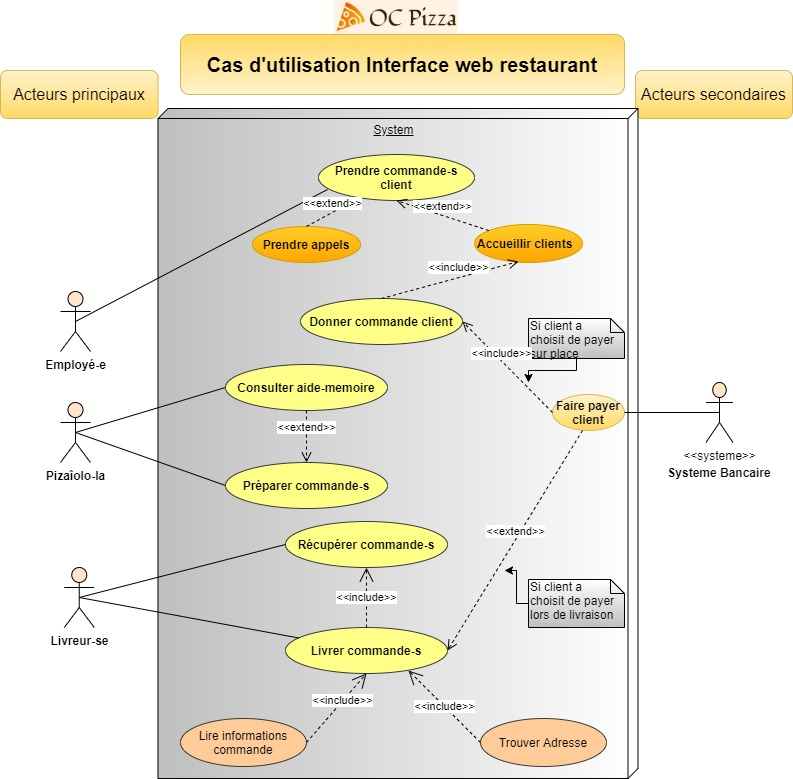 OC Pizza
Cas d'utilisation Interface web restaurant
Acteurs principaux
Acteurs secondaires
System
Prendre commande-s
client
<<extend>>
<<extend>>
Prendre appels
Accueillir clients
<<include>>
Donner commande client
Si client a
choisit de payer
sur place
<<include>>
Employé-e
Consulter aide-memoire
Faire payer
client
<<extend>>
<<systeme>>
Systeme Bancaire
Pizaîolo-la
Préparer commande-s
<<extend>>
Récupérer commande-s
Si client a
choisit de payer
lors de livraison
<<include>>
Livreur-se
Livrer commande-s
<<include>>
<<include>>
Lire informations
commande
Trouver Adresse